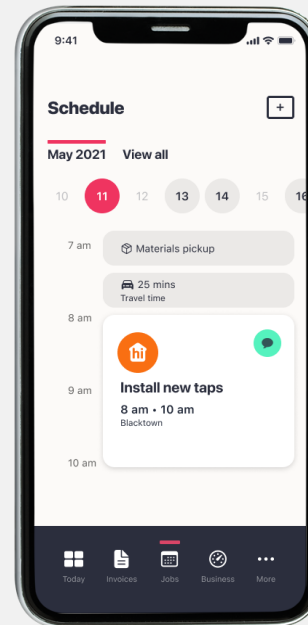 9:41
Schedule
+
May 2021 View all
10 11 12 13 14 15 16
7 am
Materials pickup
25 mins
Travel time
8 am
hi
Install new taps
9 am
8 am • 10 am
Blacktown
10 am
Today Invoices Jobs Business More